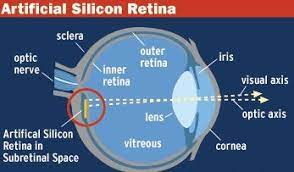 Artificial Silicon Retina
sclera
outer
retina
iris
optic
nerve
inner
retina
visual axis
optic axis
lens
Artifical Silicon
Retina in
Subretinal Space
vitreous
cornea